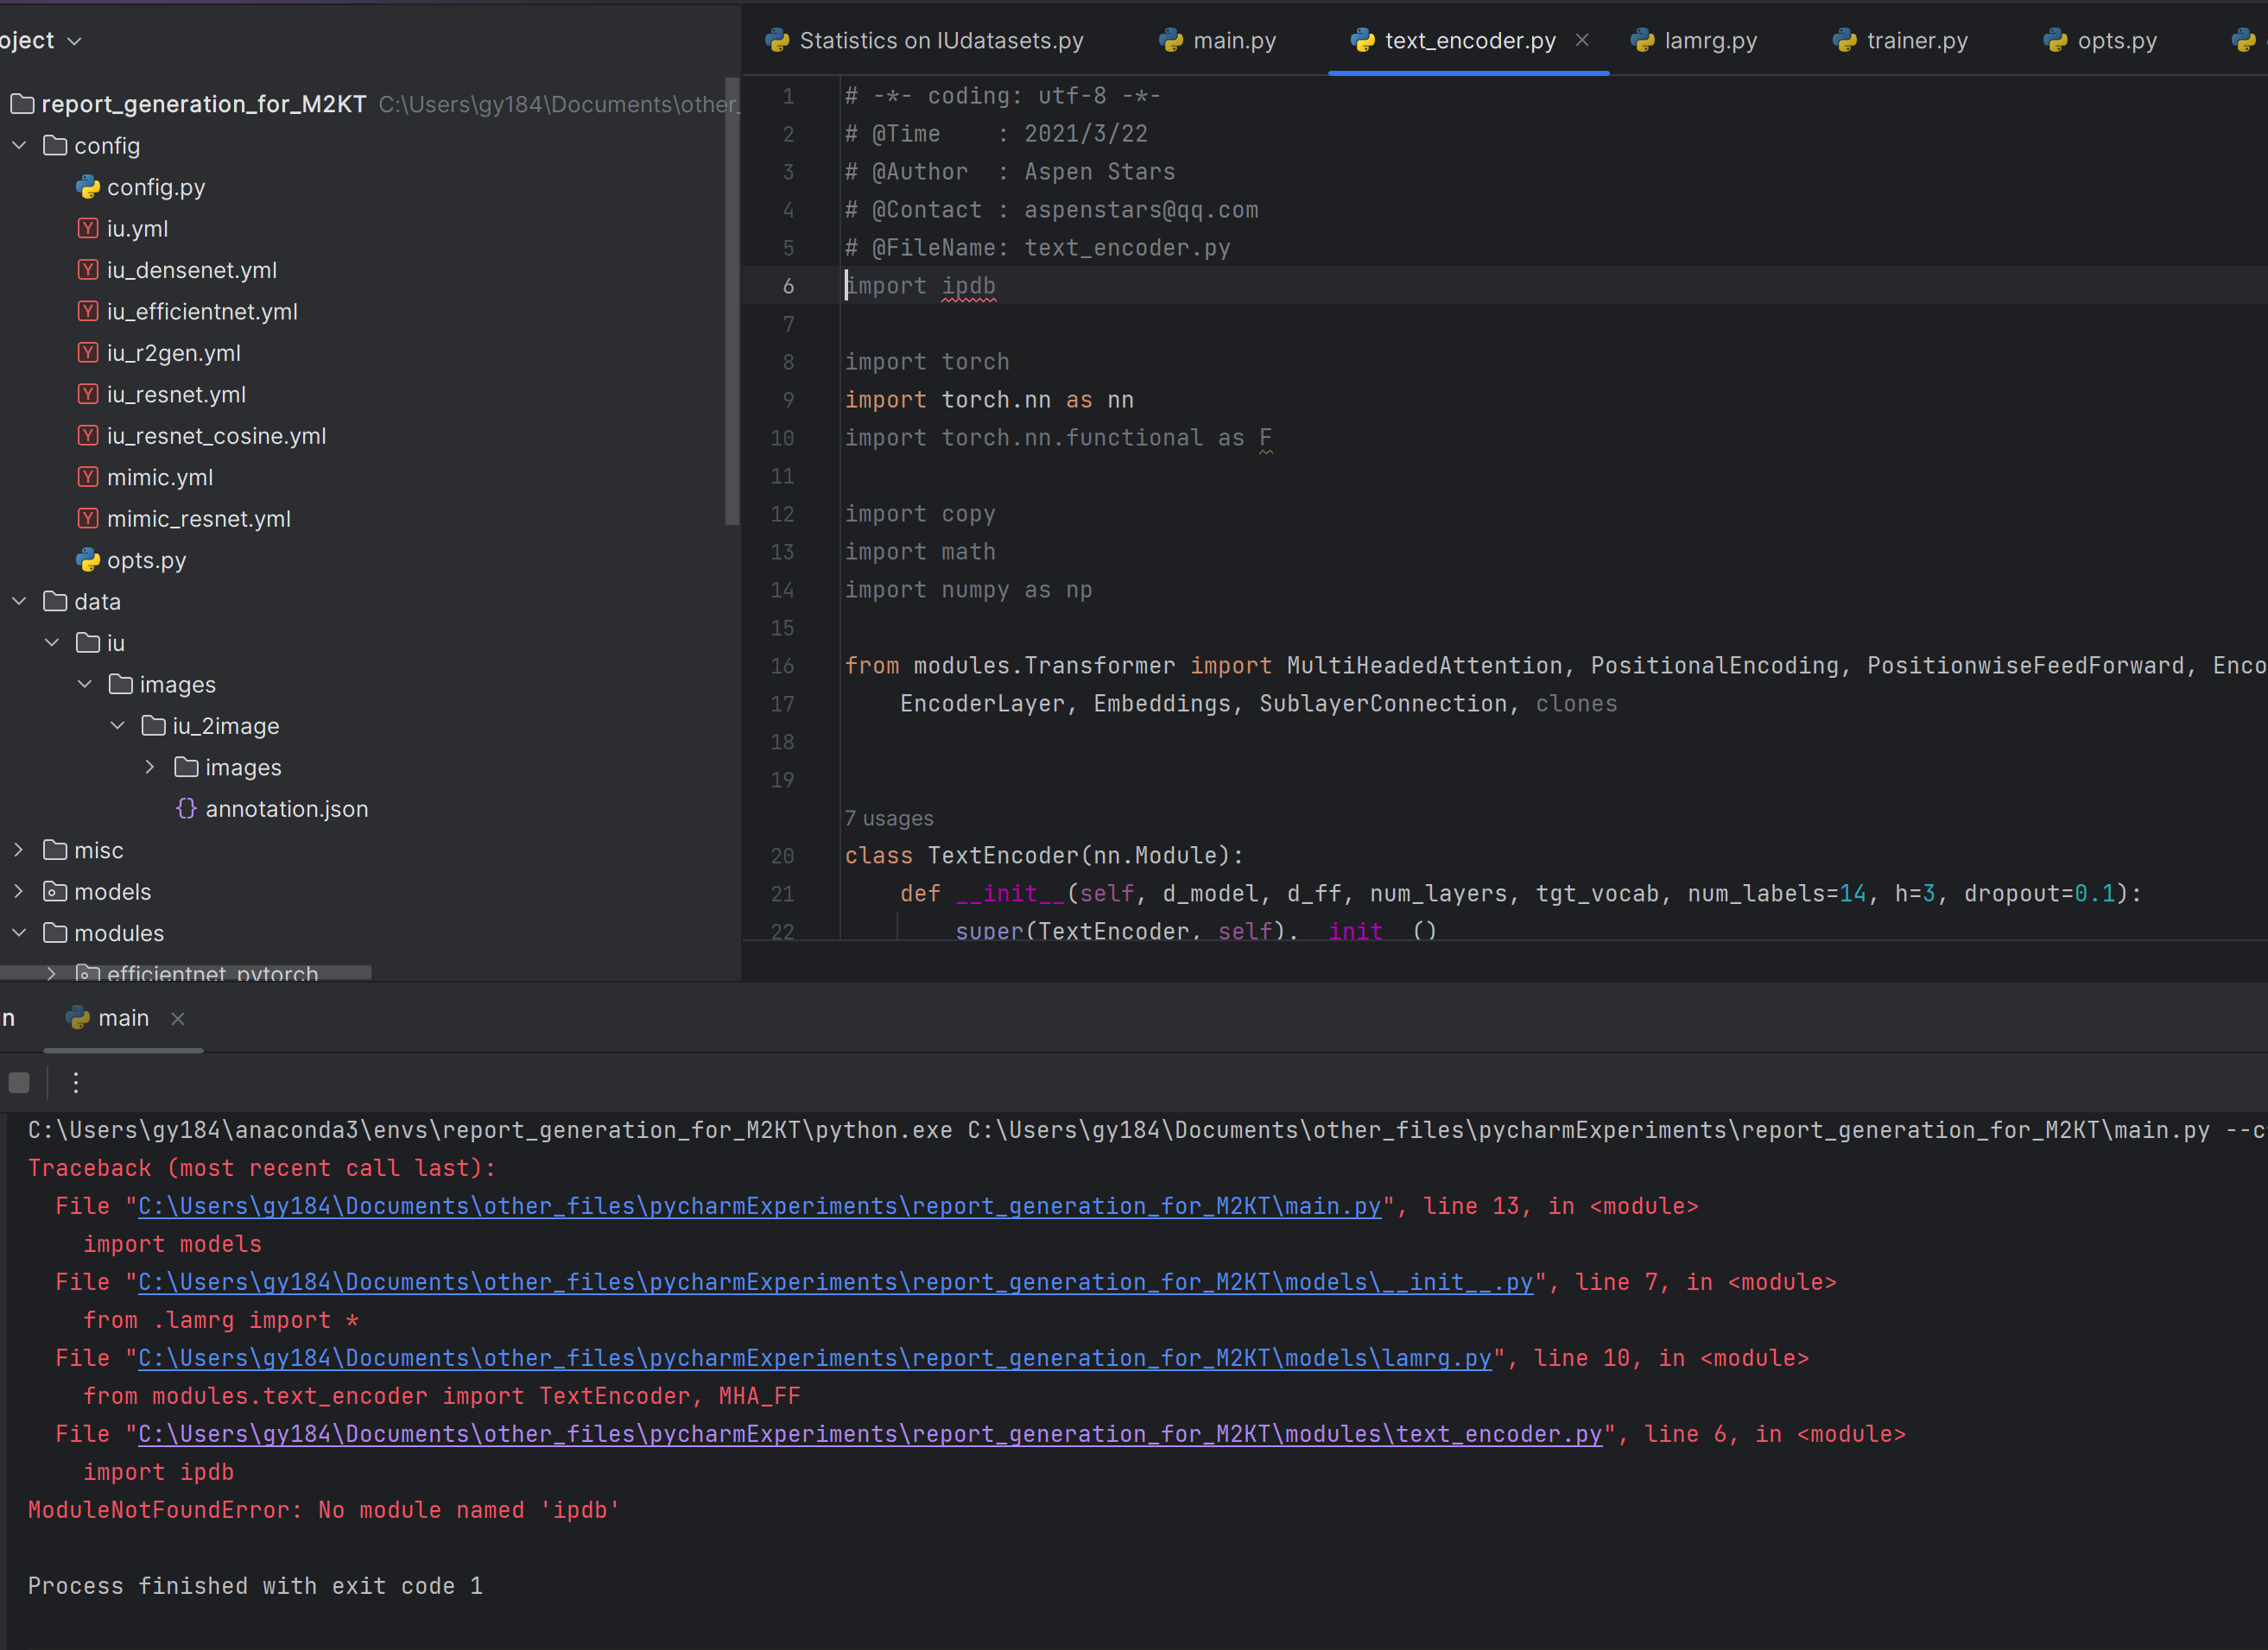 oject
Statistics on IUdatasets.py
main.py
text_encoder.py
lamrg.py
trainer.py
opts.py
report_generation_for_M2KT C:\Users\gy184\Documents\other_
config
config.py
iu.yml
iu_densenet.yml
iu_efficientnet.yml
iu_r2gen.yml
iu_resnet.yml
iu_resnet_cosine.yml
mimic.yml
mimic_resnet.yml
opts.py
data
iu
images
iu_2image
images
annotation.json
misc
models
modules
efficientnet_pytorch
1 # -*- coding: utf-8 -*-
2 # @Time    : 2021/3/22
3 # @Author  : Aspen Stars
4 # @Contact : aspenstars@qq.com
5 # @FileName: text_encoder.py
6 import ipdb
7
8 import torch
9 import torch.nn as nn
10 import torch.nn.functional as F
11
12 import copy
13 import math
14 import numpy as np
15
16 from modules.Transformer import MultiHeadedAttention, PositionalEncoding, PositionwiseFeedForward, Enco
17     EncoderLayer, Embeddings, SublayerConnection, clones
18
19
7 usages
20 class TextEncoder(nn.Module):
21     def __init__(self, d_model, d_ff, num_layers, tgt_vocab, num_labels=14, h=3, dropout=0.1):
22         super(TextEncoder, self).__init__()
n
main
C:\Users\gy184\anaconda3\envs\report_generation_for_M2KT\python.exe C:\Users\gy184\Documents\other_files\pycharmExperiments\report_generation_for_M2KT\main.py --c
Traceback (most recent call last):
  File "C:\Users\gy184\Documents\other_files\pycharmExperiments\report_generation_for_M2KT\main.py", line 13, in <module>
    import models
  File "C:\Users\gy184\Documents\other_files\pycharmExperiments\report_generation_for_M2KT\models\__init__.py", line 7, in <module>
    from .lamrg import *
  File "C:\Users\gy184\Documents\other_files\pycharmExperiments\report_generation_for_M2KT\models\lamrg.py", line 10, in <module>
    from modules.text_encoder import TextEncoder, MHA_FF
  File "C:\Users\gy184\Documents\other_files\pycharmExperiments\report_generation_for_M2KT\modules\text_encoder.py", line 6, in <module>
    import ipdb
ModuleNotFoundError: No module named 'ipdb'
Process finished with exit code 1